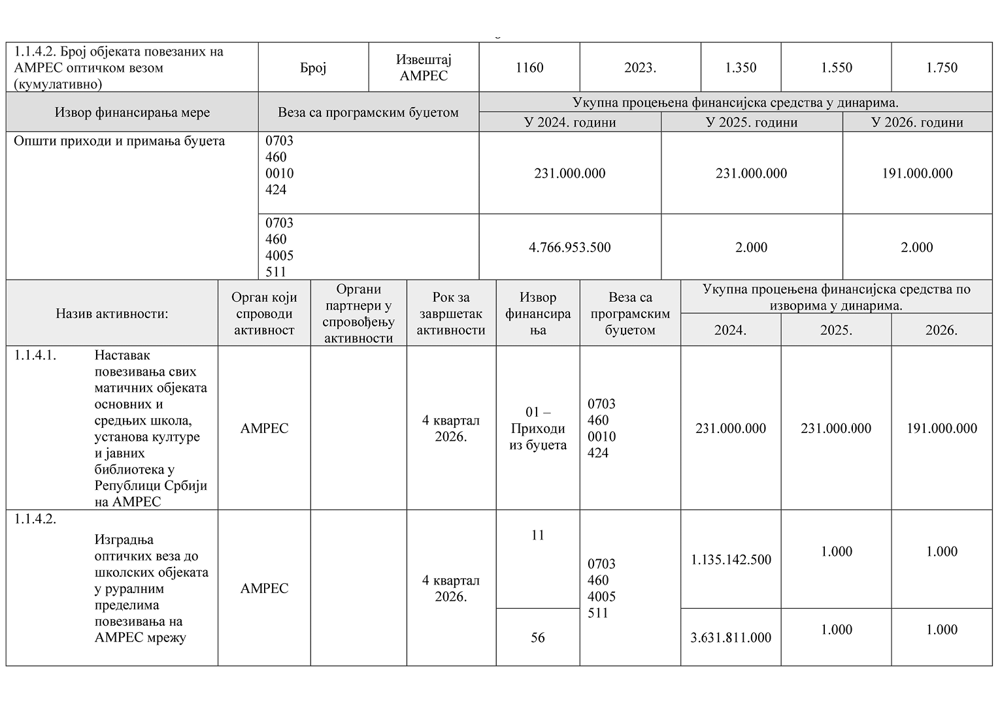 1.1.4.2. Број објеката повезаних на
АМРЕС оптичком везом
(кумулативно)
Број
Извештај
АМРЕС
1160
2023.
1.350
1.550
1.750
Извор финансирања мере
Веза са програмским буџетом
Укупна процењена финансијска средства у динарима.
У 2024. години
У 2025. години
У 2026. години
Општи приходи и примања буџета
0703
460
0010
424
231.000.000
231.000.000
191.000.000
0703
460
4005
511
4.766.953.500
2.000
2.000
Назив активности:
Орган који
спроводи
активност
Органи
партнери у
спровођењу
активности
Рок за
завршетак
активности
Извор
финансира
ња
Веза са
програмским
буџетом
Укупна процењена финансијска средства по
изворима у динарима.
2024.
2025.
2026.
1.1.4.1.
Наставак
повезивања свих
матичних објеката
основних и
средњих школа,
установа културе
и јавних
библиотека у
Републици Србији
на АМРЕС
АМРЕС
4 квартал
2026.
01 –
Приходи
из буџета
0703
460
0010
424
231.000.000
231.000.000
191.000.000
1.1.4.2.
Изградња
оптичких веза до
школских објеката
у руралним
пределима
повезивања на
АМРЕС мрежу
АМРЕС
4 квартал
2026.
11
0703
460
4005
511
1.135.142.500
1.000
1.000
56
3.631.811.000
1.000
1.000